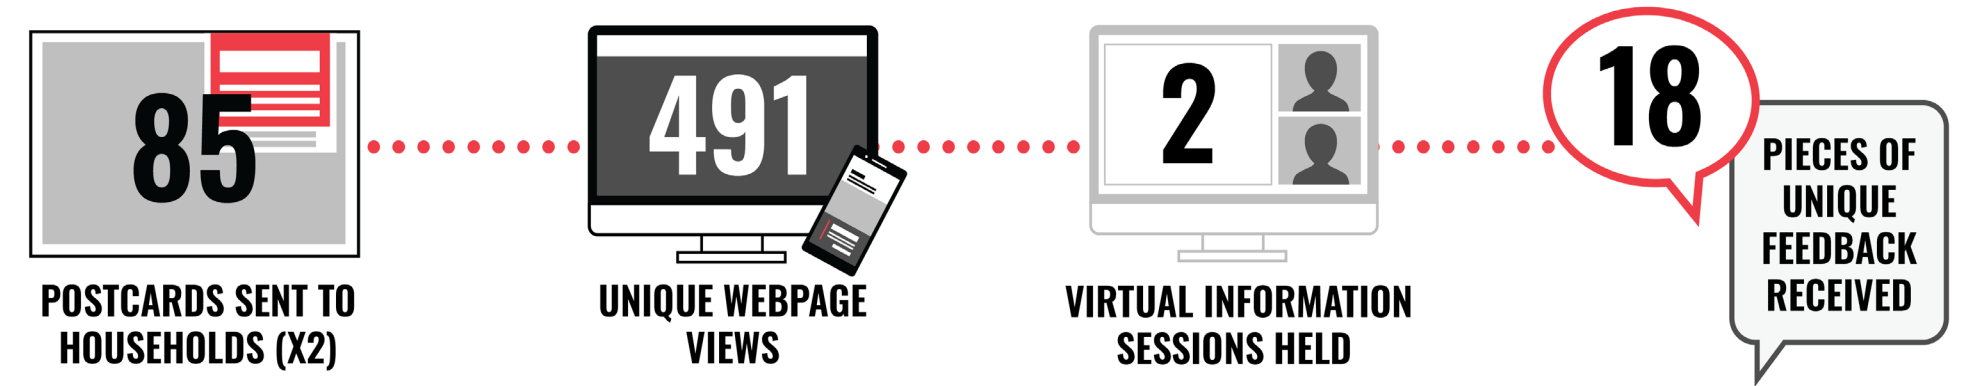 85
POSTCARDS SENT TO
HOUSEHOLDS (X2)
491
UNIQUE WEBPAGE
VIEWS
2
VIRTUAL INFORMATION
SESSIONS HELD
18
PIECES OF
UNIQUE
FEEDBACK
RECEIVED